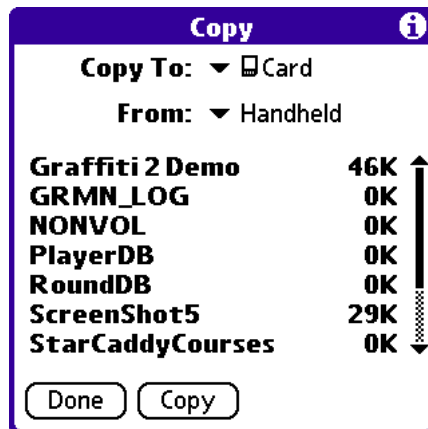 Copy
Copy To: Card
From: Handheld
Graffiti 2 Demo 46K
GRMN_LOG 0K
NONVOL 0K
PlayerDB 0K
RoundDB 0K
ScreenShot5 29K
StarCaddyCourses 0K
Done Copy